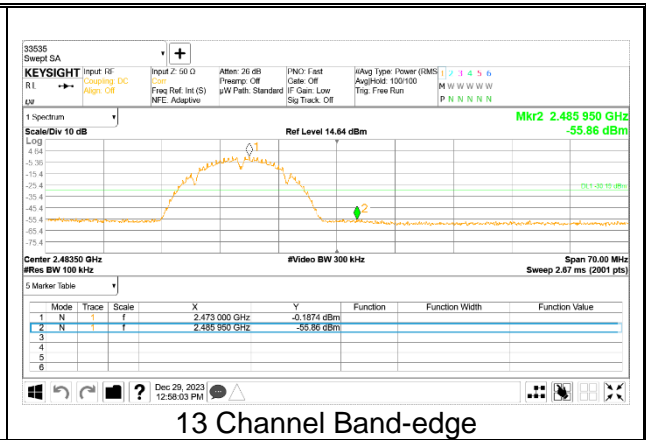 33535
Swept SA
KEYSIGHT Input: RF Input Z: 50 Ω Atten: 26 dB PNO: Fast #Avg Type: Power (RMS 1 2 3 4 5 6
RL Coupling: DC Corr Preamp: Off Gate: Off Avg|Hold: 100/100 M W W W W W
Align: Off Freq Ref: Int (S) µW Path: Standard IF Gain: Low Trig: Free Run
NFE: Adaptive Sig Track: Off P N N N N N
1 Spectrum Mkr2 2.485 950 GHz
Scale/Div 10 dB Ref Level 14.64 dBm -55.86 dBm
Log
1
4.64
-5.36
-15.4
-25.4
-35.4
-45.4
2
-55.4
-65.4
-75.4
Center 2.48350 GHz #Video BW 300 kHz Span 70.00 MHz
#Res BW 100 kHz Sweep 2.67 ms (2001 pts)
5 Marker Table
Mode Trace Scale X Y Function Function Width Function Value
1 N 1 f 2.473 000 GHz -0.1874 dBm
2 N 1 f 2.485 950 GHz -55.86 dBm
3
4
5
6
? Dec 29, 2023
12:58:03 PM
13 Channel Band-edge